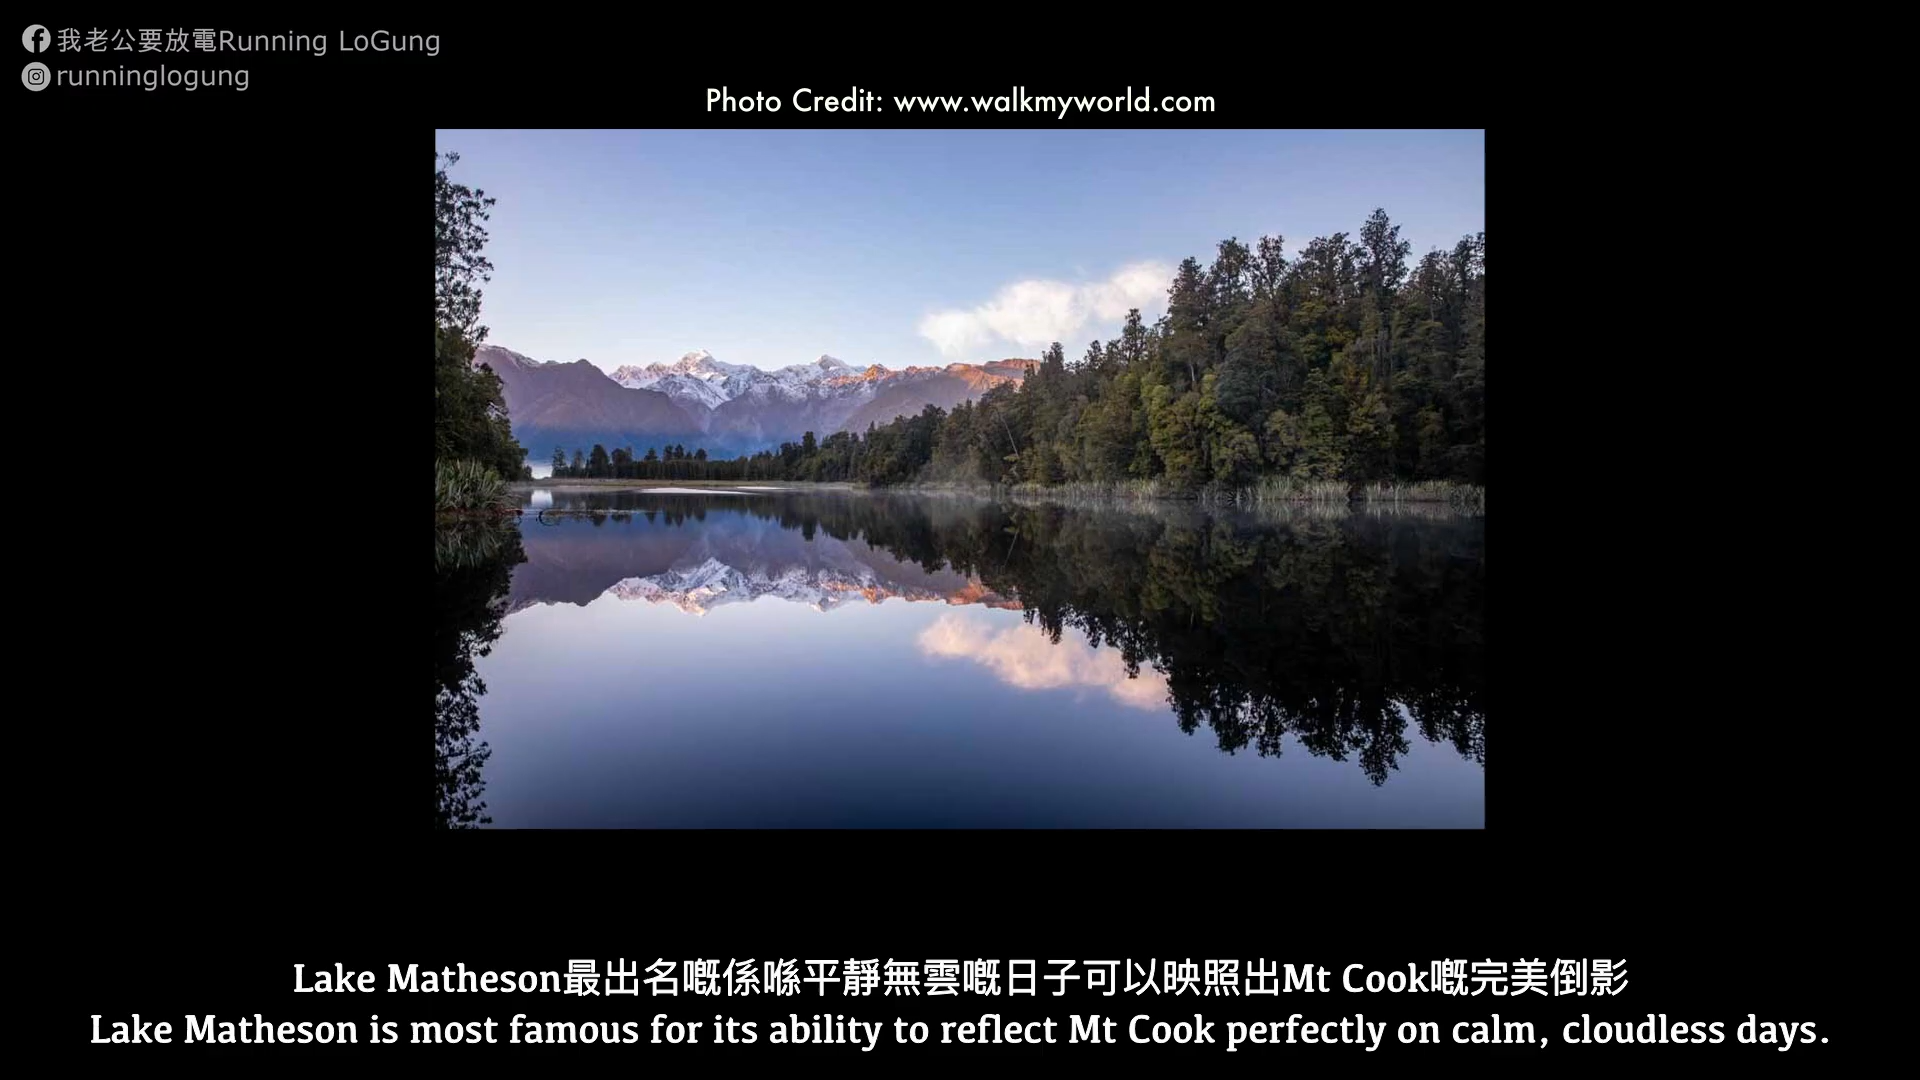 我老公要放電Running LoGung
runninglogung
Photo Credit: www.walkmyworld.com
Lake Matheson最出名嘅係喺平靜無雲嘅日子可以映照出Mt Cook嘅完美倒影
Lake Matheson is most famous for its ability to reflect Mt Cook perfectly on calm, cloudless days.